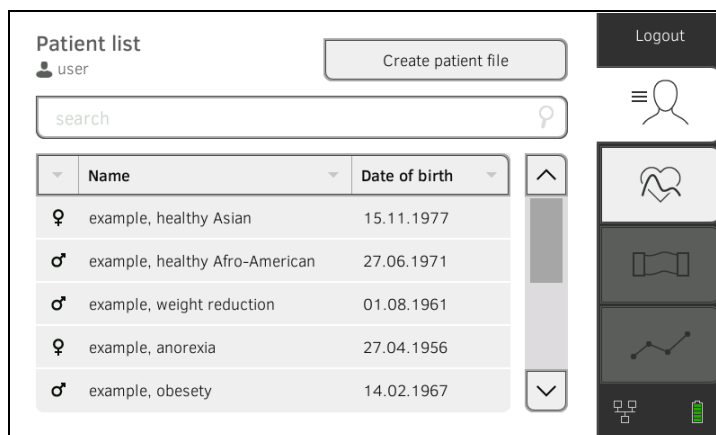 Patient list
user
Create patient file
Logout
search
Name Date of birth
example, healthy Asian 15.11.1977
example, healthy Afro-American 27.06.1971
example, weight reduction 01.08.1961
example, anorexia 27.04.1956
example, obesety 14.02.1967